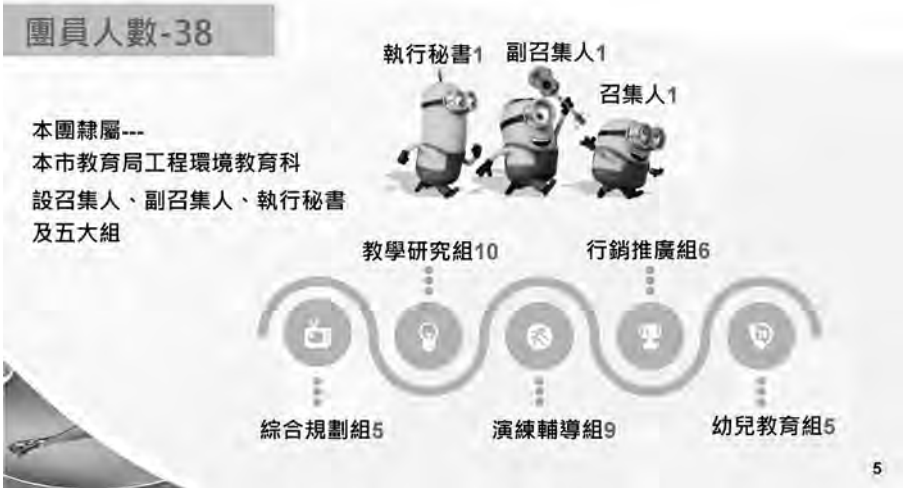 團員人數-38
執行秘書1
副召集人1
召集人1
本團隸屬---
本市教育局工程環境教育科
設召集人、副召集人、執行秘書
及五大組
教學研究組10
行銷推廣組6
綜合規劃組5
演練輔導組9
幼兒教育組5
5